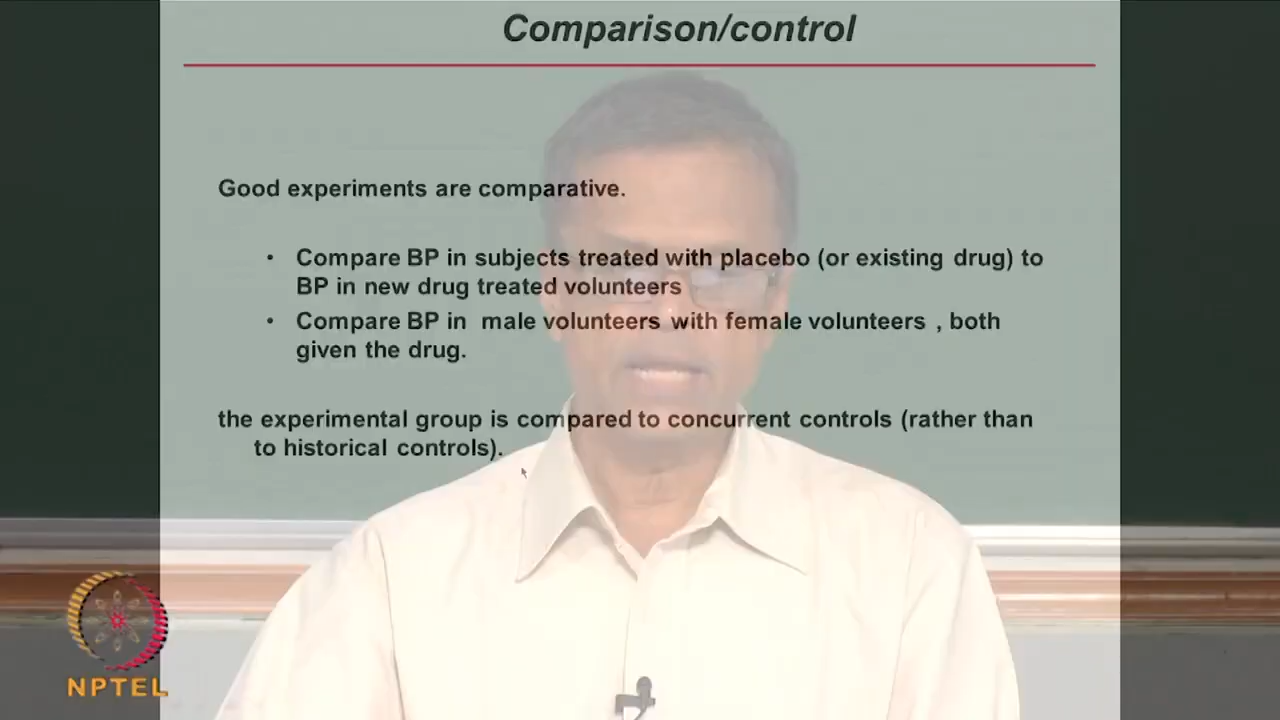 Comparison/control
Good experiments are comparative.
• Compare BP in subjects treated with placebo (or existing drug) to
BP in new drug treated volunteers
• Compare BP in male volunteers with female volunteers , both
given the drug.
the experimental group is compared to concurrent controls (rather than
to historical controls).
NPTEL